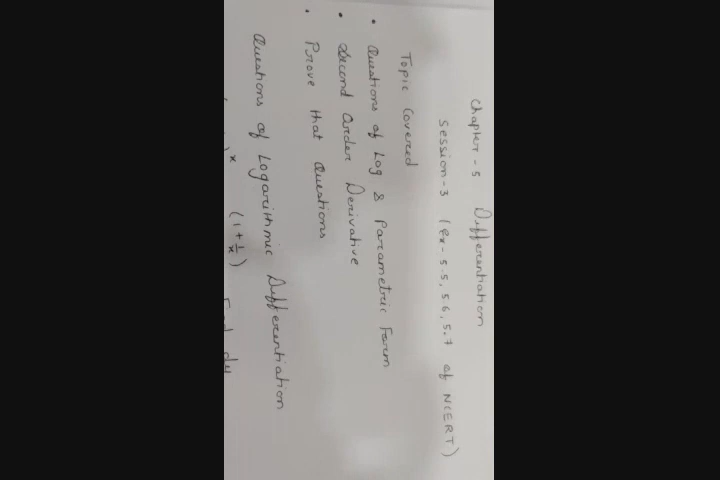 Chapter - 5 Differentiation
Session-3 (Ex - 5.5, 5.6, 5.7 of NCERT)
Topic Covered
• Questions of Log & Parametric Form
• Second Order Derivative
• Prove that Questions
Questions of Logarithmic Differentiation
x (1+1/x)